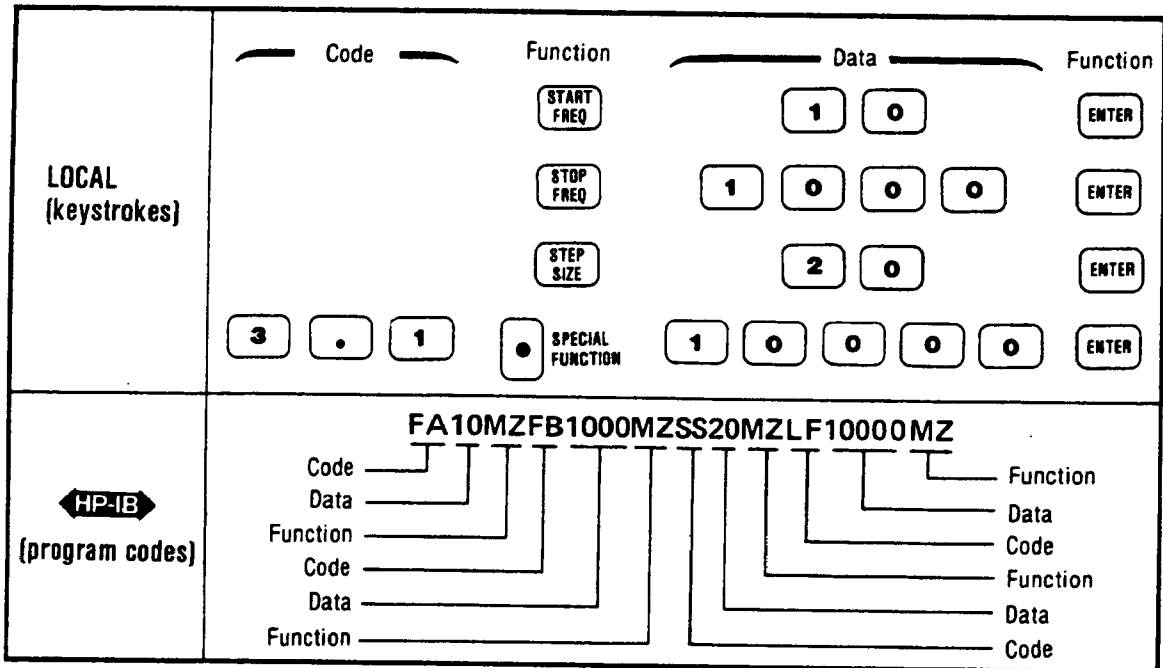 Code Function Data Function
START FREQ 1 0 ENTER
LOCAL (keystrokes)
STOP FREQ 1 0 0 0 ENTER
STEP SIZE 2 0 ENTER
3 . 1 • SPECIAL FUNCTION 1 0 0 0 0 ENTER
HP-IB
(program codes)
FA10MZFB1000MZSS20MZLF10000MZ
Code
Data
Function
Code
Data
Function
Function
Data
Code
Function
Data
Code